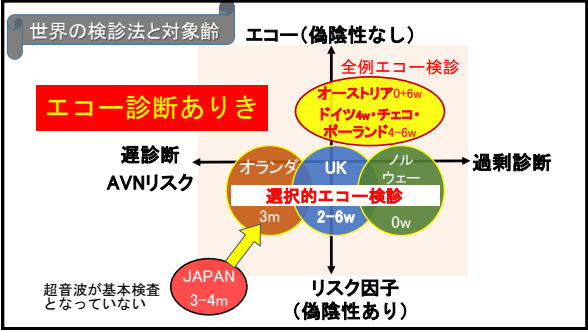 世界の検診法と対象齢
エコー(偽陰性なし)
全例エコー検診
エコー診断ありき
オーストリア0+6w
ドイツ4w・チェコ・
ポーランド4-6w
遅診断
AVNリスク
過剰診断
オランダ
UK
ノル
ウェー
選択的エコー検診
3m
2-6w
0w
JAPAN
3-4m
超音波が基本検査
となっていない
リスク因子
(偽陰性あり)